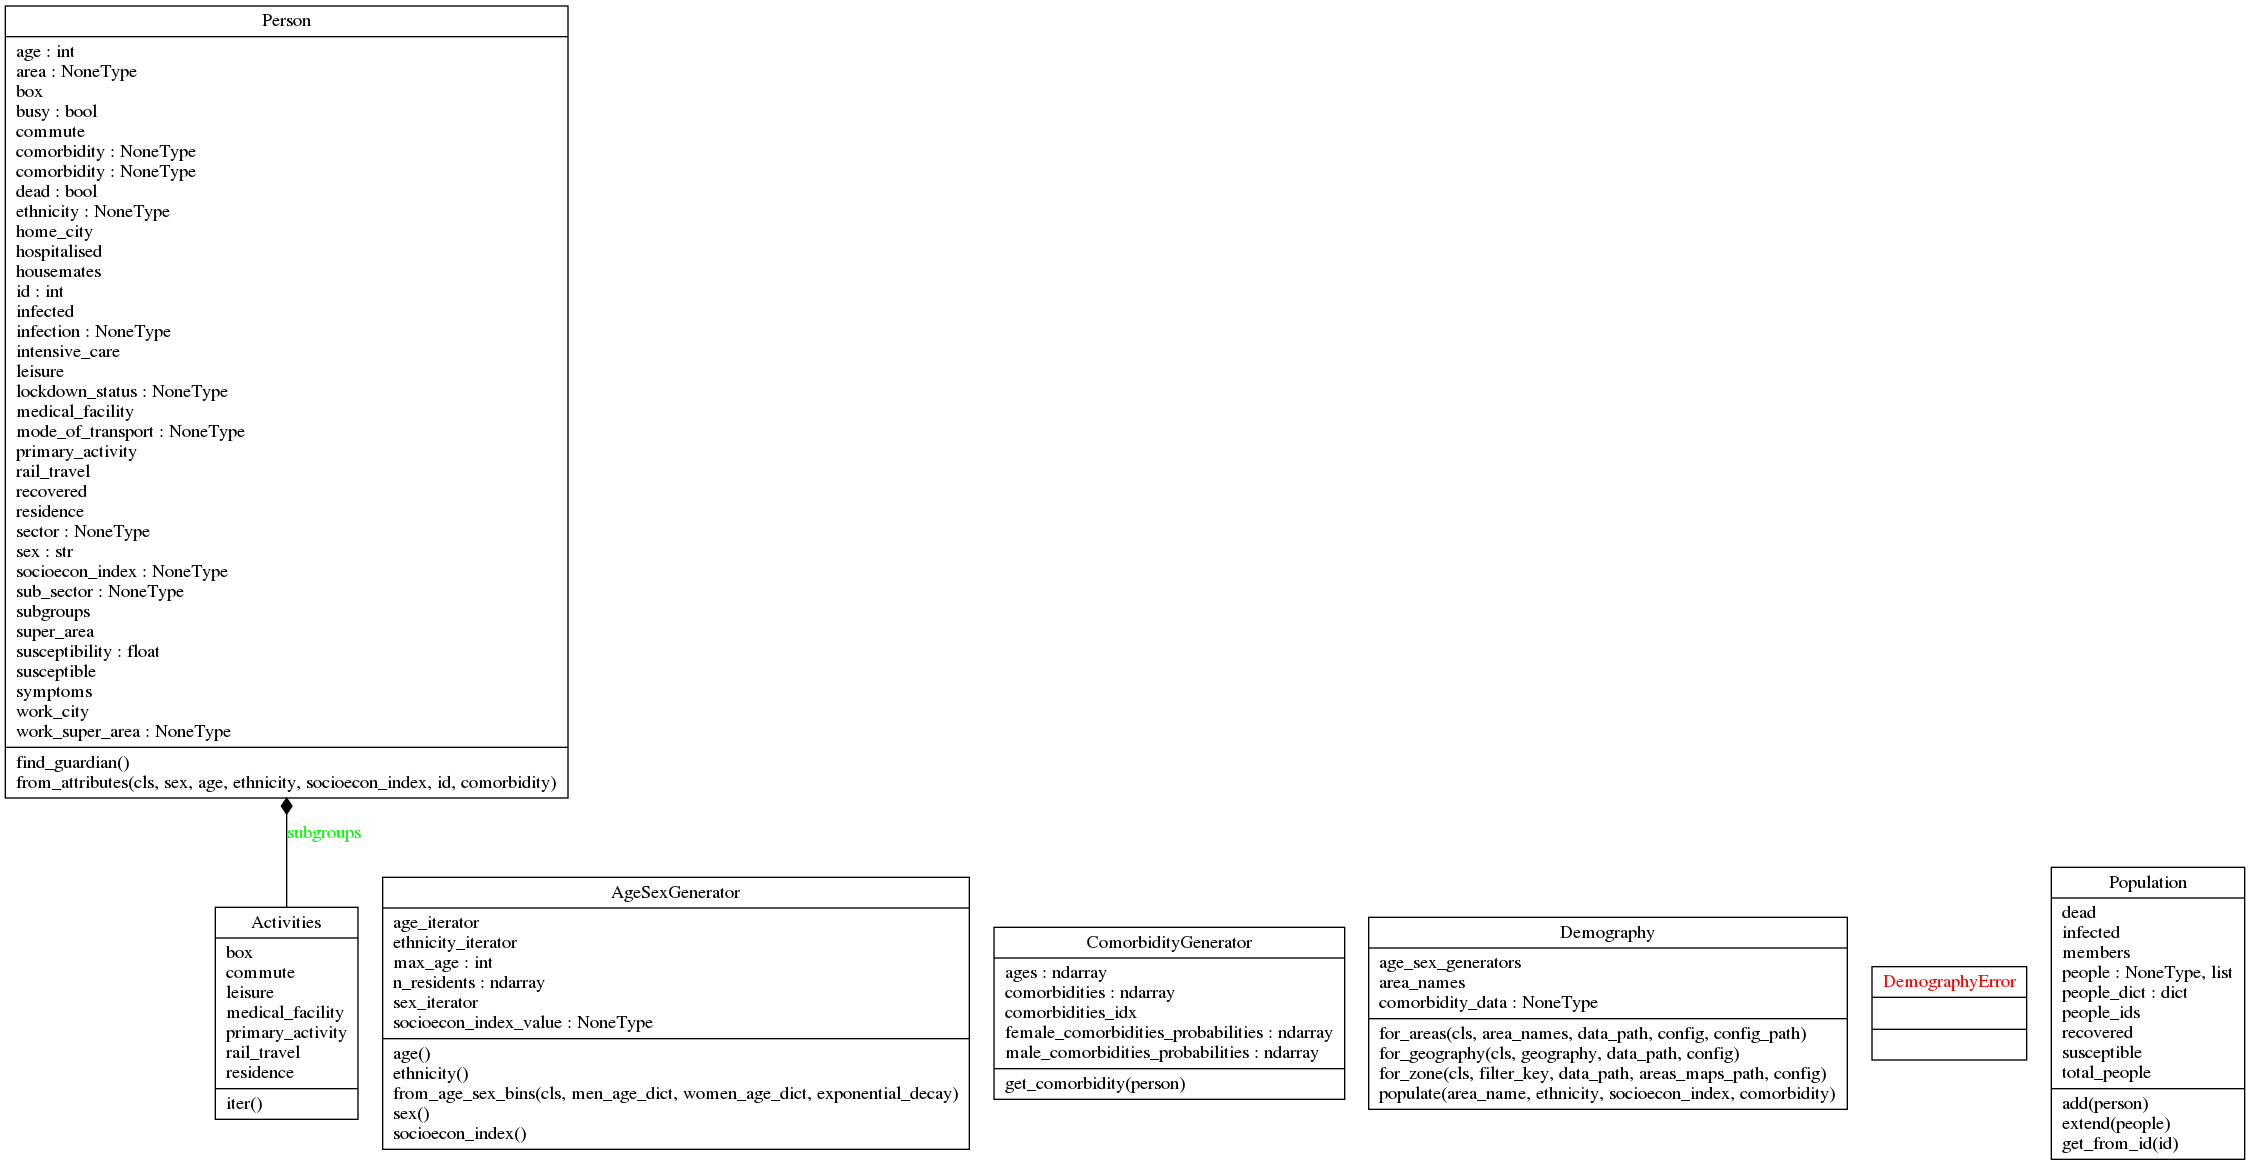 Person
age : int
area : NoneType
box
busy : bool
commute
comorbidity : NoneType
comorbidity : NoneType
dead : bool
ethnicity : NoneType
home_city
hospitalised
housemates
id : int
infected
infection : NoneType
intensive_care
leisure
lockdown_status : NoneType
medical_facility
mode_of_transport : NoneType
primary_activity
rail_travel
recovered
residence
sector : NoneType
sex : str
socioecon_index : NoneType
sub_sector : NoneType
subgroups
super_area
susceptibility : float
susceptible
symptoms
work_city
work_super_area : NoneType
find_guardian()
from_attributes(cls, sex, age, ethnicity, socioecon_index, id, comorbidity)
subgroups
Activities
box
commute
leisure
medical_facility
primary_activity
rail_travel
residence
iter()
AgeSexGenerator
age_iterator
ethnicity_iterator
max_age : int
n_residents : ndarray
sex_iterator
socioecon_index_value : NoneType
age()
ethnicity()
from_age_sex_bins(cls, men_age_dict, women_age_dict, exponential_decay)
sex()
socioecon_index()
ComorbidityGenerator
ages : ndarray
comorbidities : ndarray
comorbidities_idx
female_comorbidities_probabilities : ndarray
male_comorbidities_probabilities : ndarray
get_comorbidity(person)
Demography
age_sex_generators
area_names
comorbidity_data : NoneType
for_areas(cls, area_names, data_path, config, config_path)
for_geography(cls, geography, data_path, config)
for_zone(cls, filter_key, data_path, areas_maps_path, config)
populate(area_name, ethnicity, socioecon_index, comorbidity)
DemographyError
Population
dead
infected
members
people : NoneType, list
people_dict : dict
people_ids
recovered
susceptible
total_people
add(person)
extend(people)
get_from_id(id)